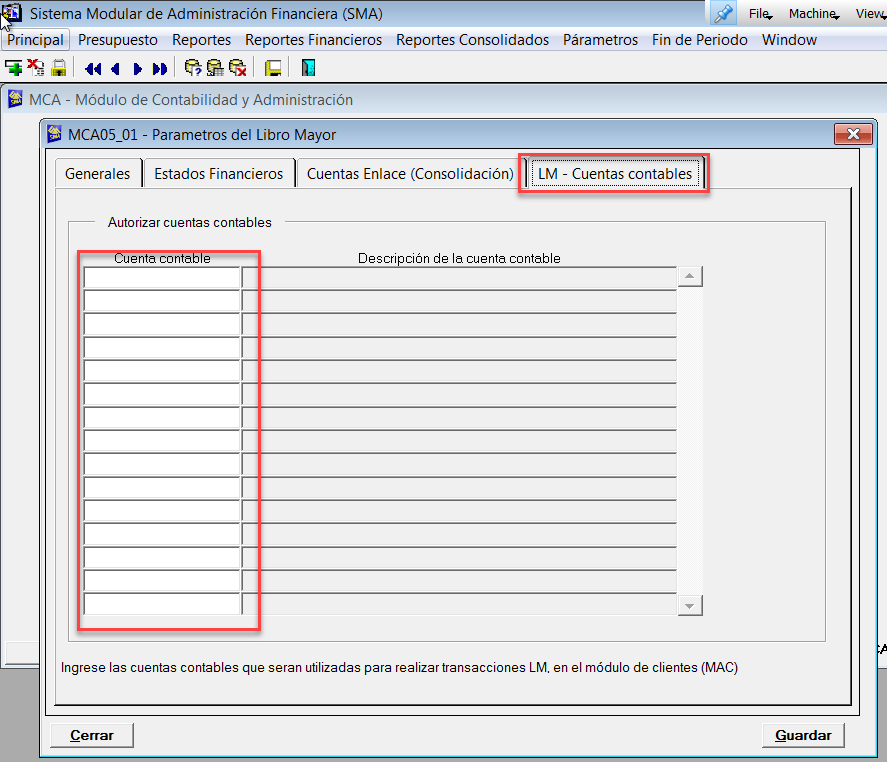 Sistema Modular de Administración Financiera (SMA)
File Machine View
Principal Presupuesto Reportes Reportes Financieros Reportes Consolidados Párametros Fin de Periodo Window
MCA - Módulo de Contabilidad y Administración
MCA05_01 - Parametros del Libro Mayor
Generales Estados Financieros Cuentas Enlace (Consolidación) LM - Cuentas contables
Autorizar cuentas contables
Cuenta contable Descripción de la cuenta contable
Ingrese las cuentas contables que seran utilizadas para realizar transacciones LM, en el módulo de clientes (MAC)
Cerrar Guardar